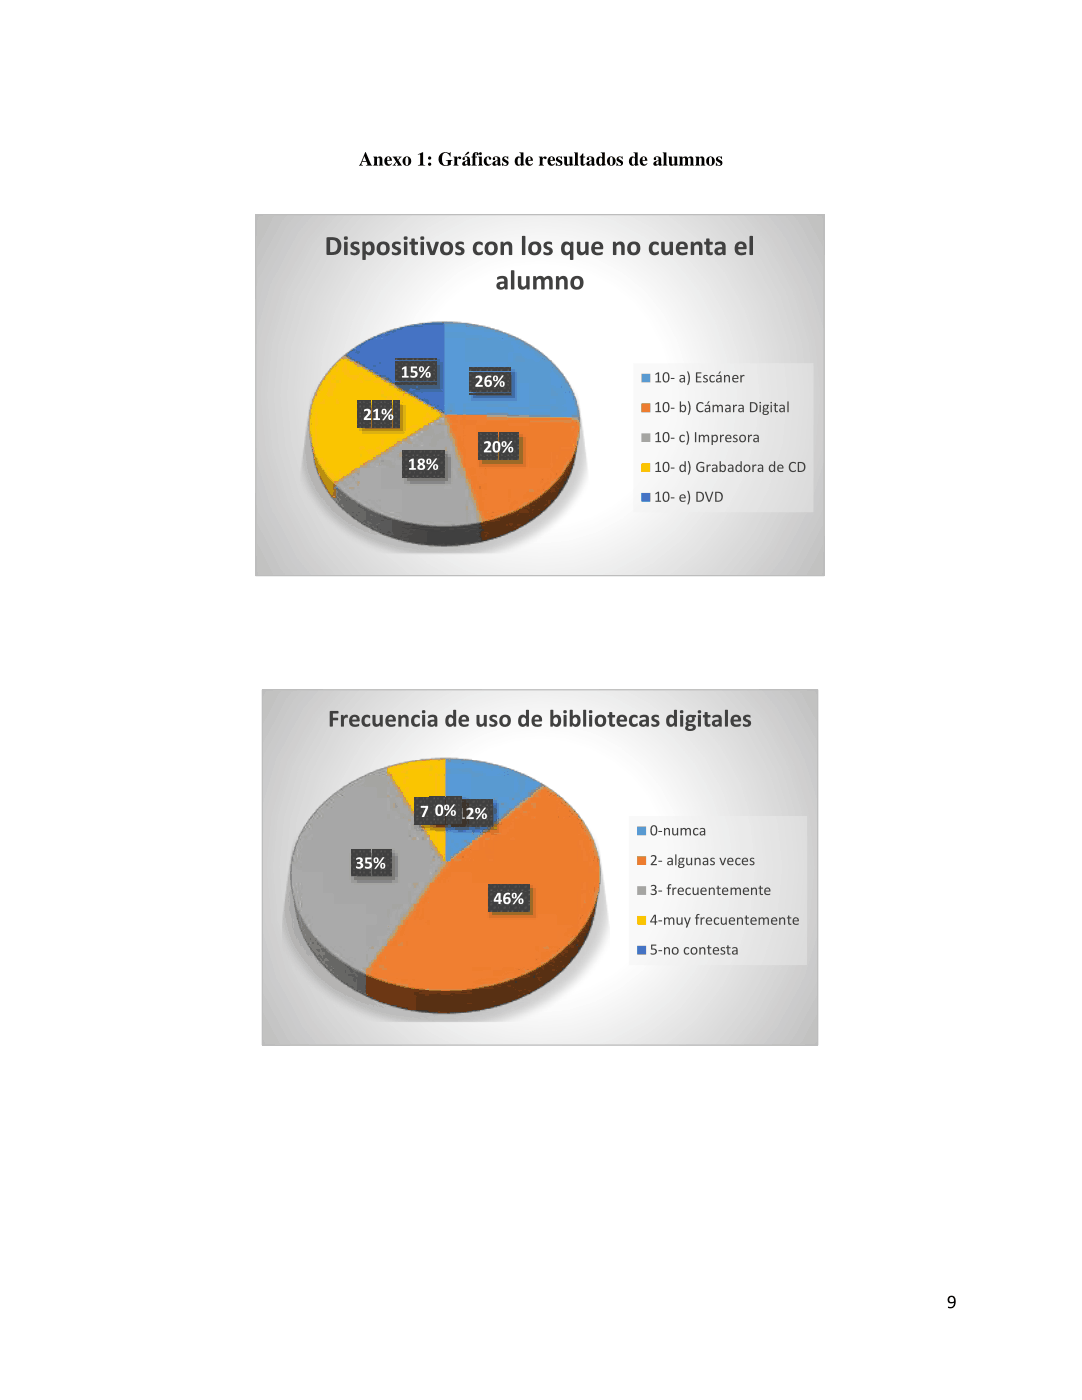 Anexo 1: Gráficas de resultados de alumnos
Dispositivos con los que no cuenta el
alumno
15%
26%
21%
20%
18%
10- a) Escáner
10- b) Cámara Digital
10- c) Impresora
10- d) Grabadora de CD
10- e) DVD
Frecuencia de uso de bibliotecas digitales
7 0% 2%
35%
46%
0-numca
2- algunas veces
3- frecuentemente
4-muy frecuentemente
5-no contesta
9